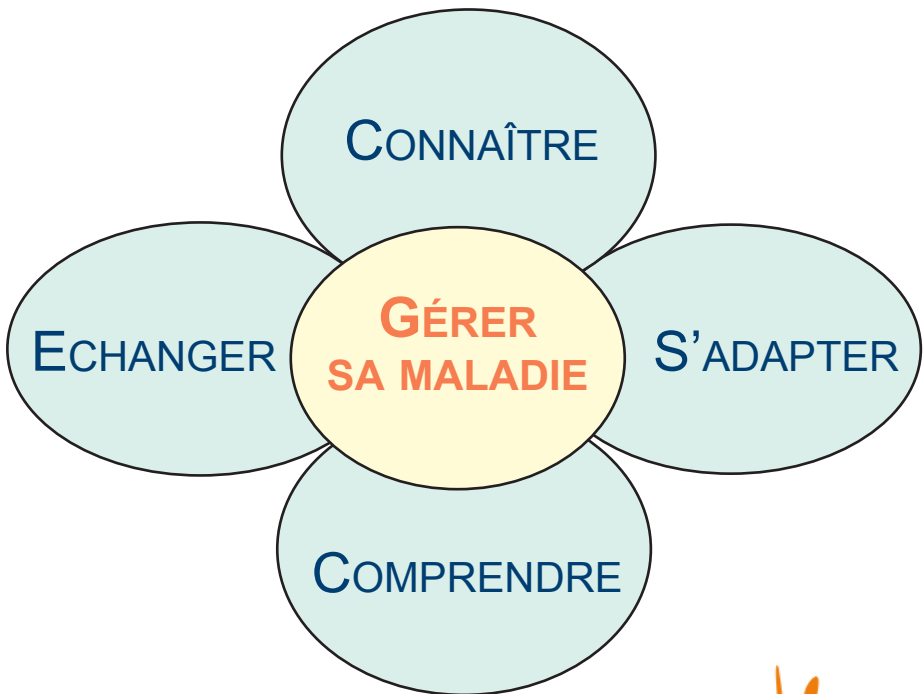 CONNAÎTRE
ECHANGER
GÉRER
SA MALADIE
S'ADAPTER
COMPRENDRE